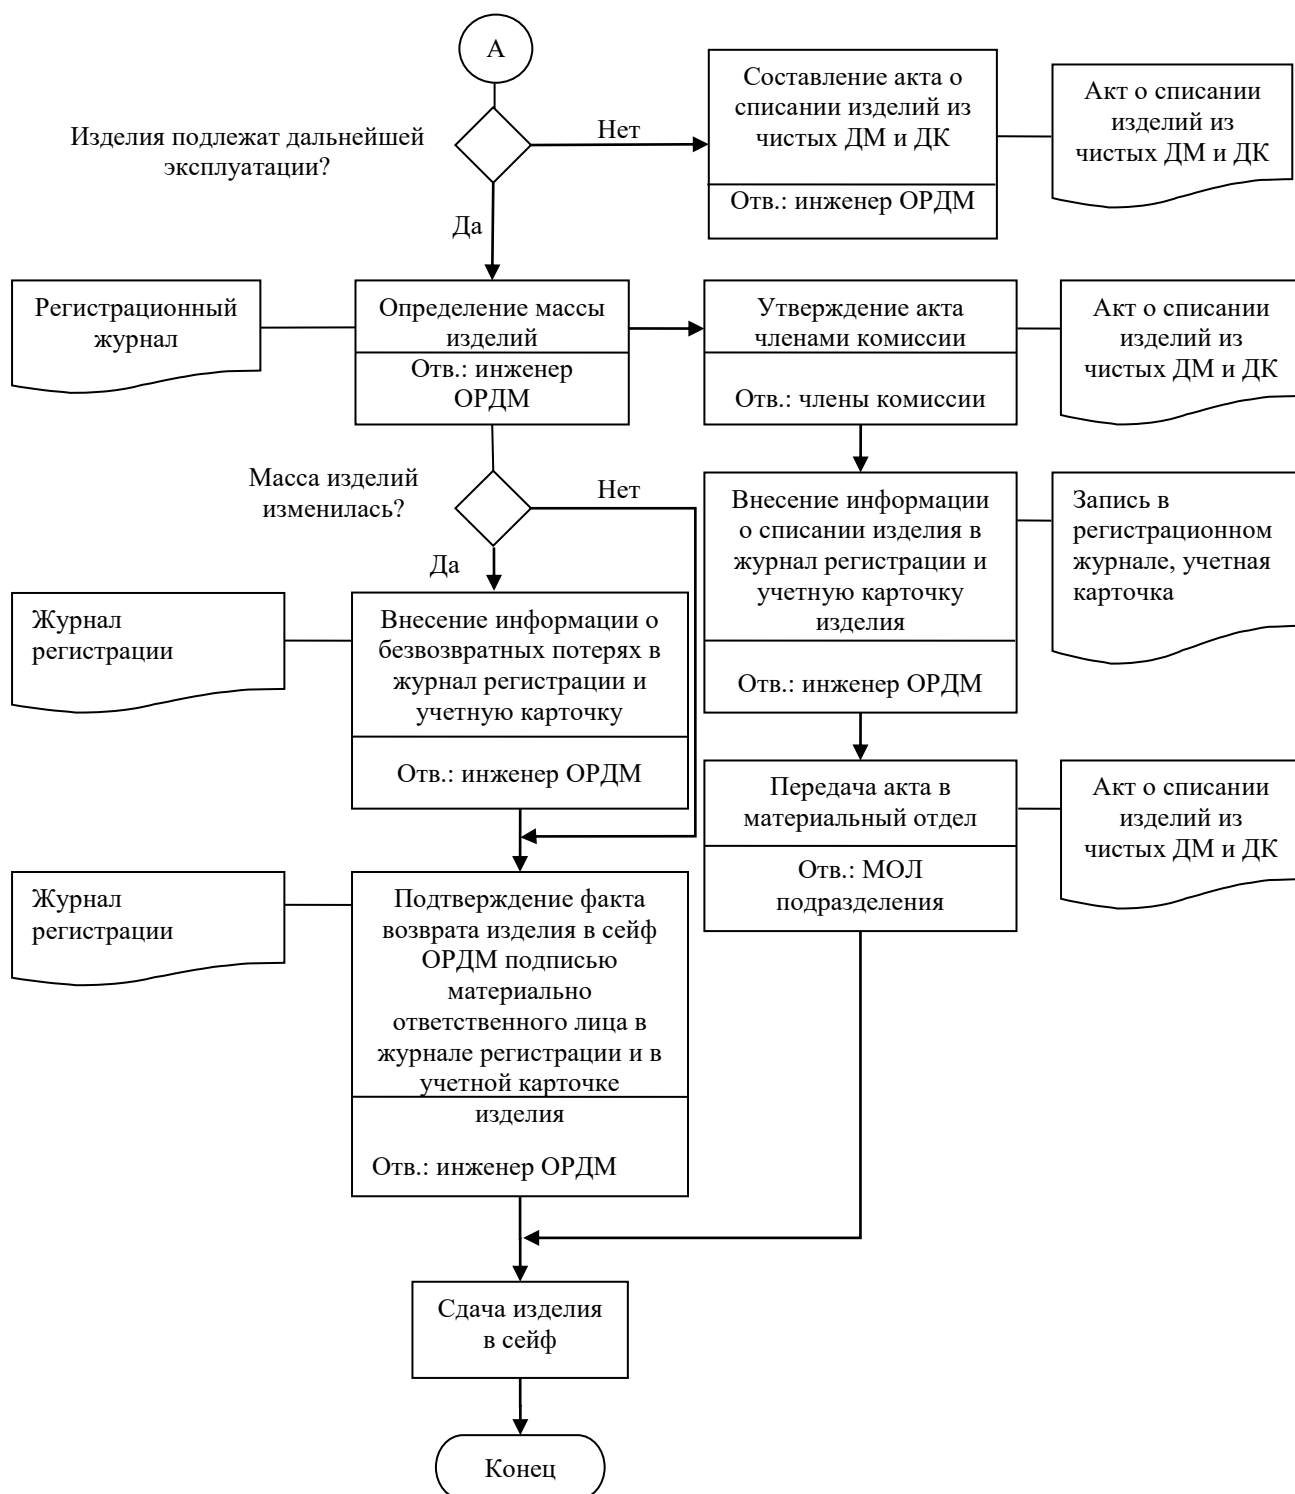 А
Изделия подлежат дальнейшей
эксплуатации?
Нет
Да
Составление акта о
списании изделий из
чистых ДМ и ДК
Отв.: инженер ОРДМ
Акт о списании
изделий из
чистых ДМ и ДК
Регистрационный
журнал
Определение массы
изделий
Отв.: инженер
ОРДМ
Утверждение акта
членами комиссии
Отв.: члены комиссии
Акт о списании
изделий из
чистых ДМ и ДК
Масса изделий
изменилась?
Нет
Да
Внесение информации
о списании изделия в
журнал регистрации и
учетную карточку
изделия
Отв.: инженер ОРДМ
Запись в
регистрационном
журнале, учетная
карточка
Журнал
регистрации
Внесение информации о
безвозвратных потерях в
журнал регистрации и
учетную карточку
Отв.: инженер ОРДМ
Передача акта в
материальный отдел
Отв.: МОЛ
подразделения
Акт о списании
изделий из
чистых ДМ и ДК
Журнал
регистрации
Подтверждение факта
возврата изделия в сейф
ОРДМ подписью
материально
ответственного лица в
журнале регистрации и в
учетной карточке
изделия
Отв.: инженер ОРДМ
Сдача изделия
в сейф
Конец